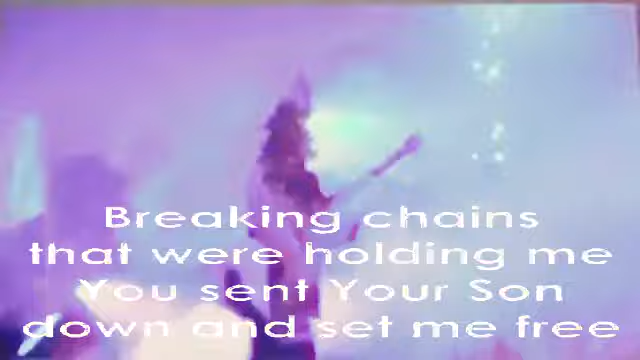 Breaking chains
that were holding me
You sent Your Son
down and set me free